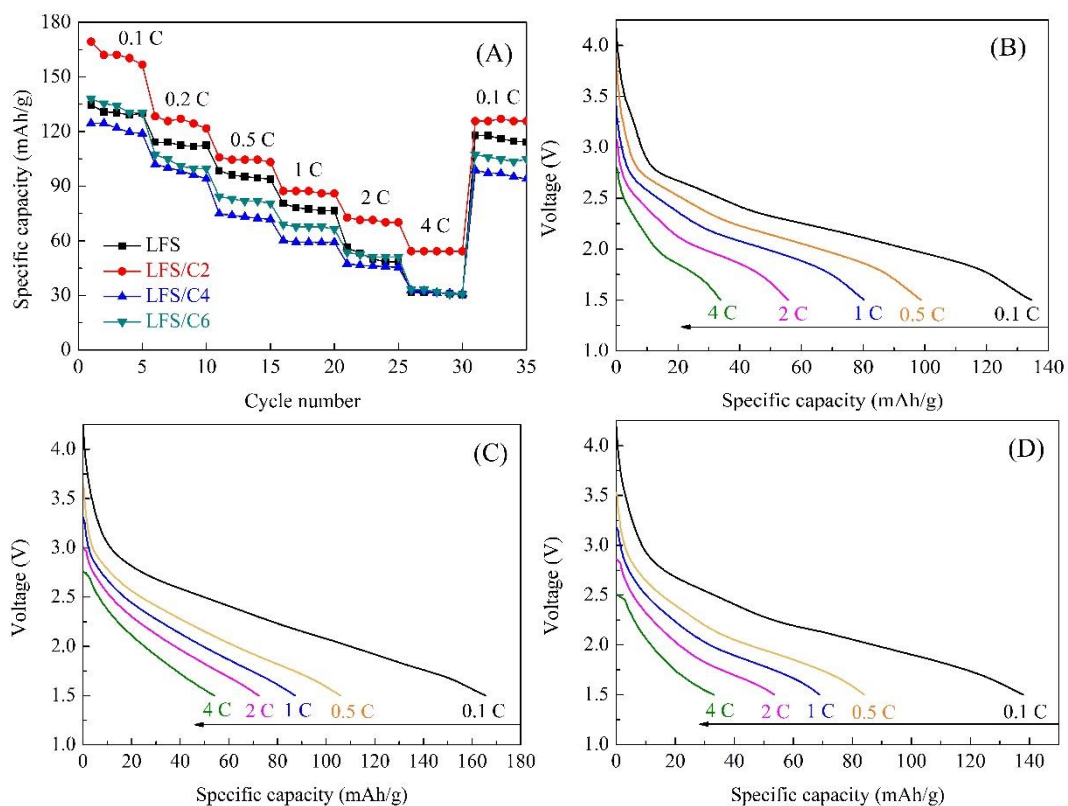 (A)
Specific capacity (mAh/g)
180
150
120
90
60
30
0
0.1 C
0.2 C
0.5 C
1 C
2 C
4 C
0.1 C
LFS
LFS/C2
LFS/C4
LFS/C6
0 5 10 15 20 25 30 35
Cycle number
(B)
Voltage (V)
4.0
3.5
3.0
2.5
2.0
1.5
1.0
4 C 2 C 1 C 0.5 C 0.1 C
0 20 40 60 80 100 120 140
Specific capacity (mAh/g)
(C)
Voltage (V)
4.0
3.5
3.0
2.5
2.0
1.5
1.0
4 C 2 C 1 C 0.5 C 0.1 C
0 20 40 60 80 100 120 140 160 180
Specific capacity (mAh/g)
(D)
Voltage (V)
4.0
3.5
3.0
2.5
2.0
1.5
1.0
4 C 2 C 1 C 0.5 C 0.1 C
0 20 40 60 80 100 120 140
Specific capacity (mAh/g)